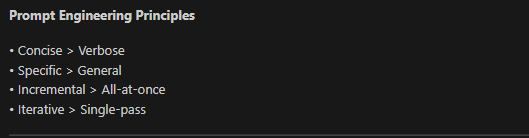 Prompt Engineering Principles
• Concise > Verbose
• Specific > General
• Incremental > All-at-once
• Iterative > Single-pass